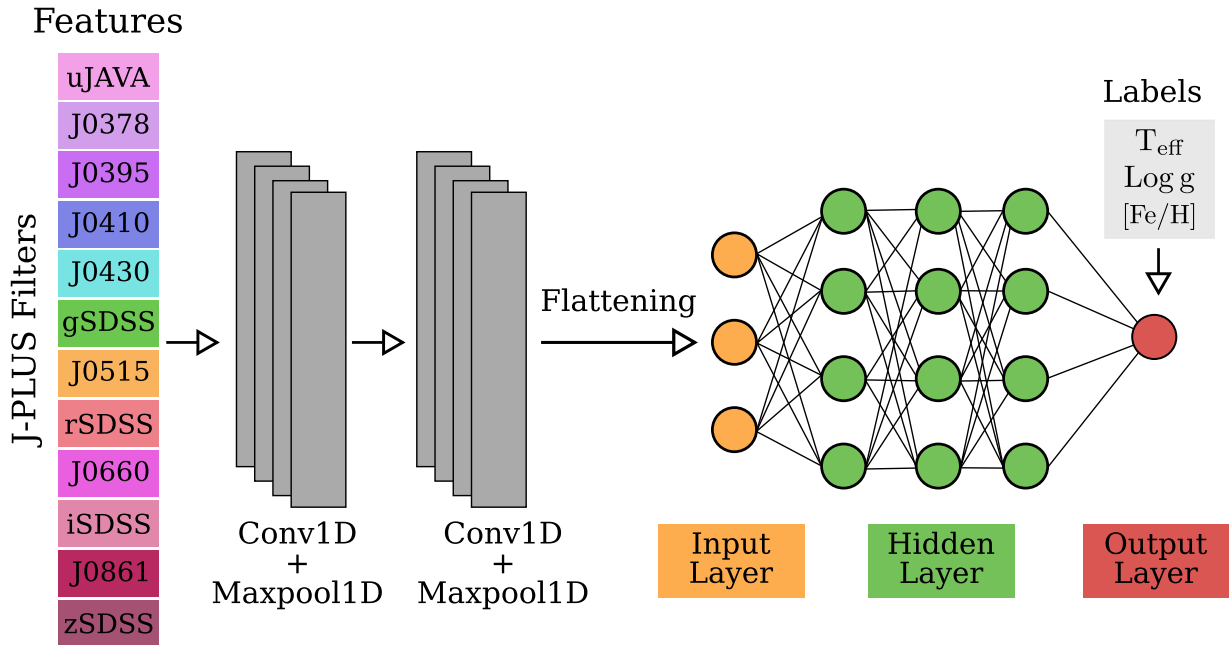 Features
J-PLUS Filters
uJAVA
J0378
J0395
J0410
J0430
gSDSS
J0515
rSDSS
J0660
iSDSS
J0861
zSDSS
Conv1D
+
Maxpool1D
Conv1D
+
Maxpool1D
Flattening
Labels
T_eff
Log g
[Fe/H]
Input
Layer
Hidden
Layer
Output
Layer